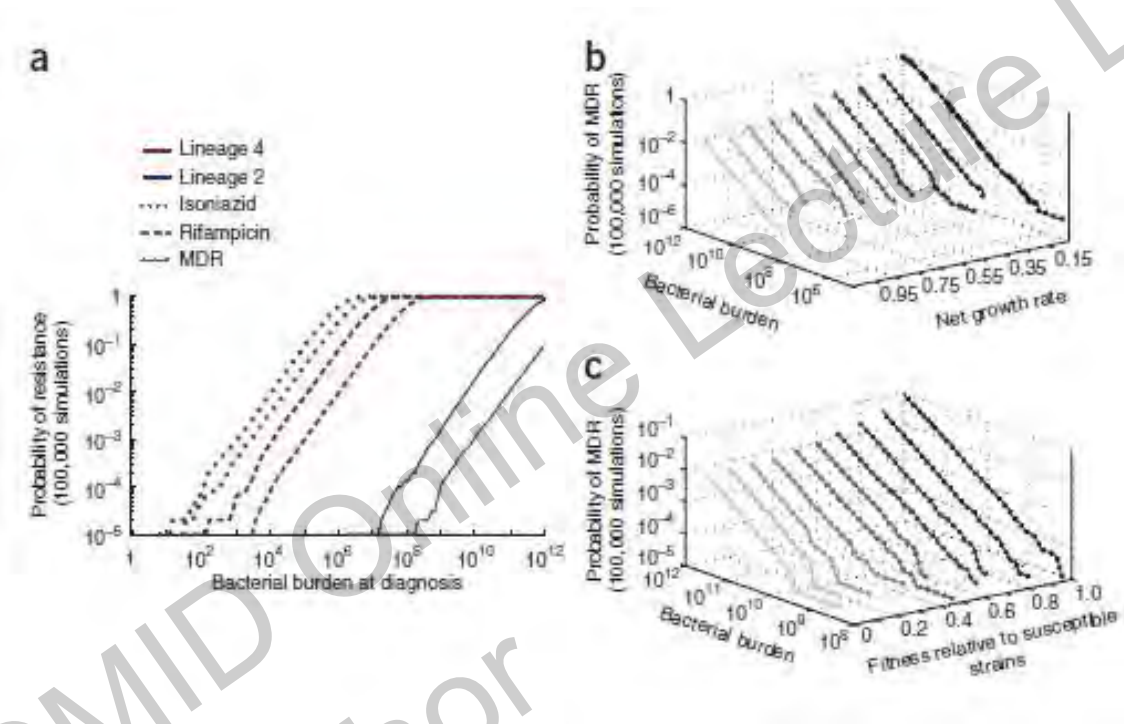 a
Lineage 4
Lineage 2
Isoniazid
Rifampicin
MDR
Probability of resistance
(100,000 simulations)
1
10⁻¹
10⁻²
10⁻³
10⁻⁴
10⁻⁵
1 10² 10⁴ 10⁶ 10⁸ 10¹⁰ 10¹²
Bacterial burden at diagnosis
b
Probability of MDR
(100,000 simulations)
1
10⁻²
10⁻⁴
10⁻⁶
10¹² 10¹⁰ 10⁸ 10⁶
Bacterial burden
0.95 0.75 0.55 0.35 0.15
Net growth rate
c
Probability of MDR
(100,000 simulations)
10⁻¹
10⁻²
10⁻³
10⁻⁴
10⁻⁵
10¹² 10¹¹ 10¹⁰ 10⁹ 10⁸
Bacterial burden
0 0.2 0.4 0.6 0.8 1.0
Fitness relative to susceptible
strains
MID Online Lecture L
hor